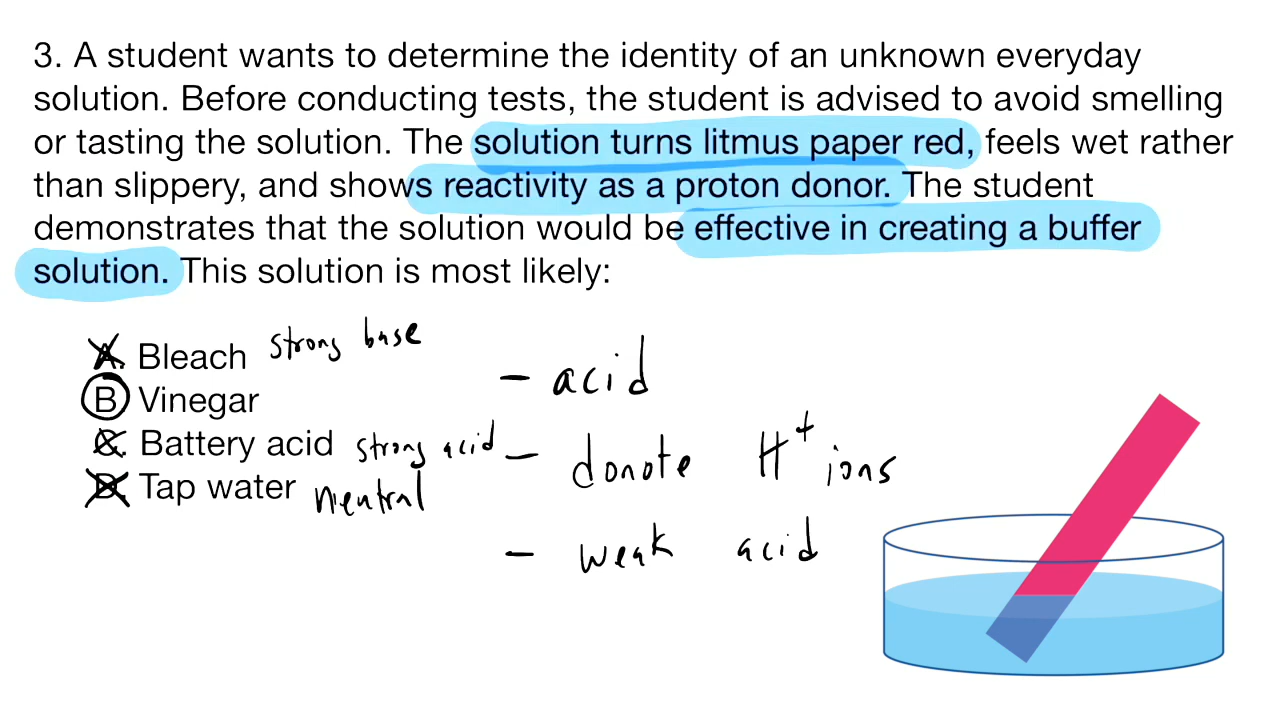 3. A student wants to determine the identity of an unknown everyday
solution. Before conducting tests, the student is advised to avoid smelling
or tasting the solution. The solution turns litmus paper red, feels wet rather
than slippery, and shows reactivity as a proton donor. The student
demonstrates that the solution would be effective in creating a buffer
solution. This solution is most likely:
A. Bleach strong base
B Vinegar
C. Battery acid strong acid
D. Tap water neutral
- acid
- donote H+ ions
- weak acid